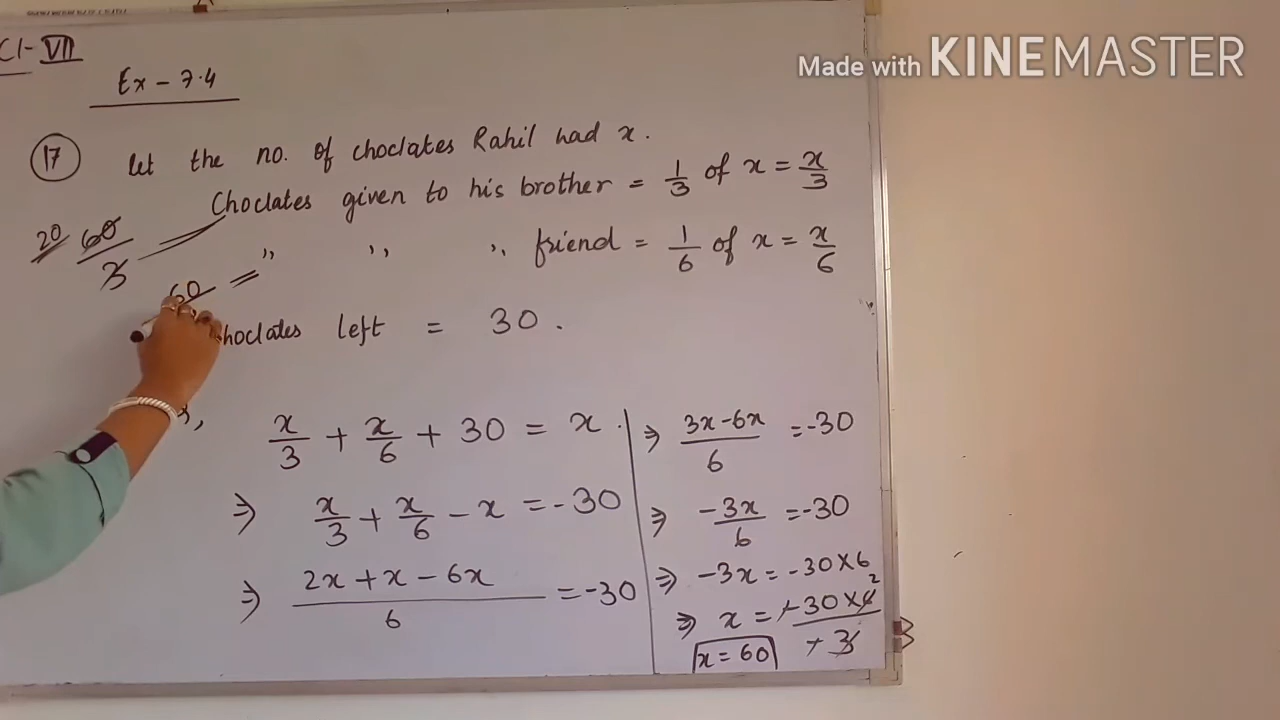 Made with KINEMASTER
Cl-VII
Ex - 7.4
17 Let the no. of choclates Rahil had x.
Choclates given to his brother = 1/3 of x = x/3
20 60/3
" " " friend = 1/6 of x = x/6
60
choclates left = 30.
x/3 + x/6 + 30 = x.
⇒ x/3 + x/6 - x = -30
⇒ (2x + x - 6x)/6 = -30
⇒ (3x-6x)/6 = -30
⇒ -3x/6 = -30
⇒ -3x = -30×6
⇒ x = -30×6/-3 2
x = 60